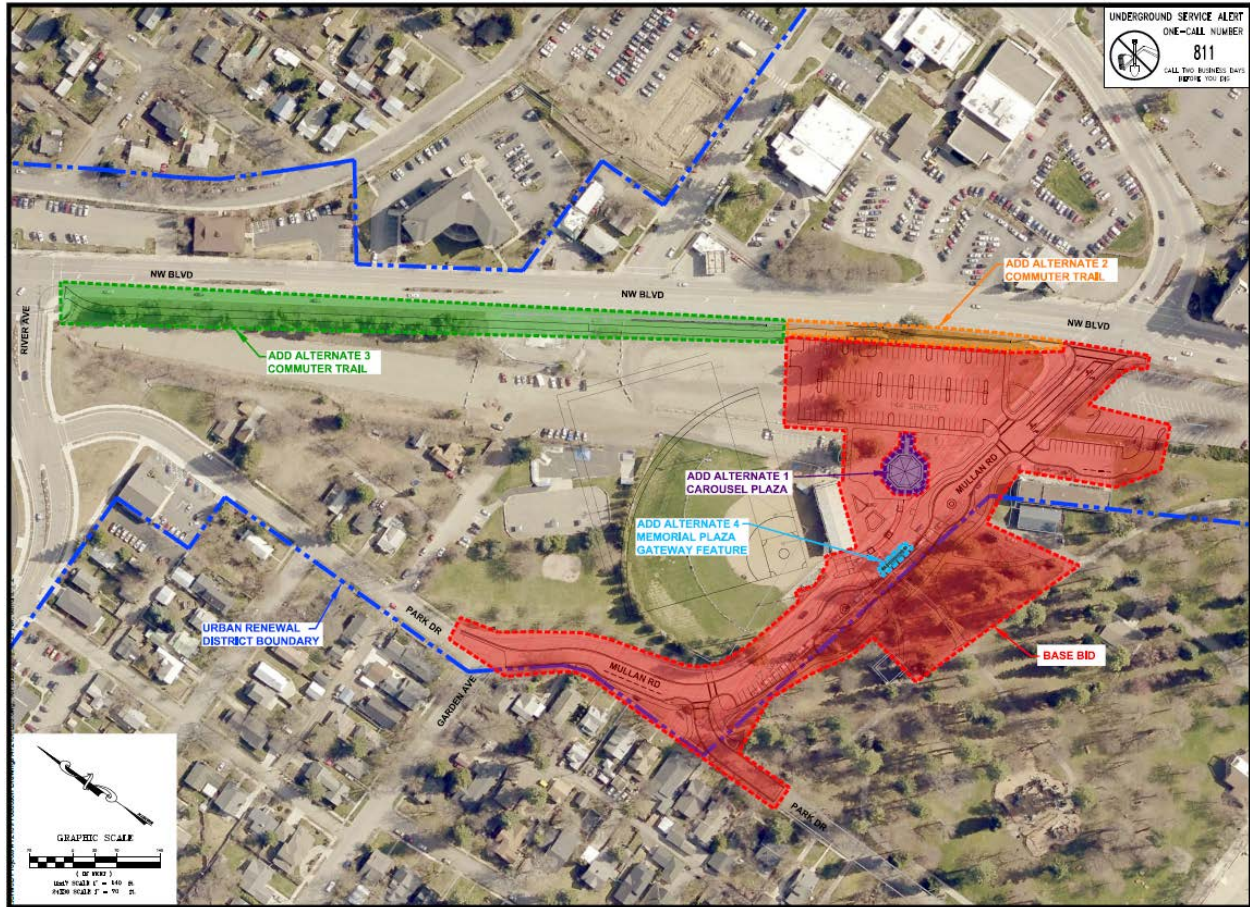 UNDERGROUND SERVICE ALERT
ONE-CALL NUMBER
811
CALL TWO BUSINESS DAYS
BEFORE YOU DIG
NW BLVD
NW BLVD
ADD ALTERNATE 2
COMMUTER TRAIL
NW BLVD
RIVER AVE
ADD ALTERNATE 3
COMMUTER TRAIL
SPACES
MULLAN RD
ADD ALTERNATE 1
CAROUSEL PLAZA
ADD ALTERNATE 4
MEMORIAL PLAZA
GATEWAY FEATURE
URBAN RENEWAL
DISTRICT BOUNDARY
PARK DR
BASE BID
MULLAN RD
GARDEN AVE
PARK DR
GRAPHIC SCALE
( IN FEET )